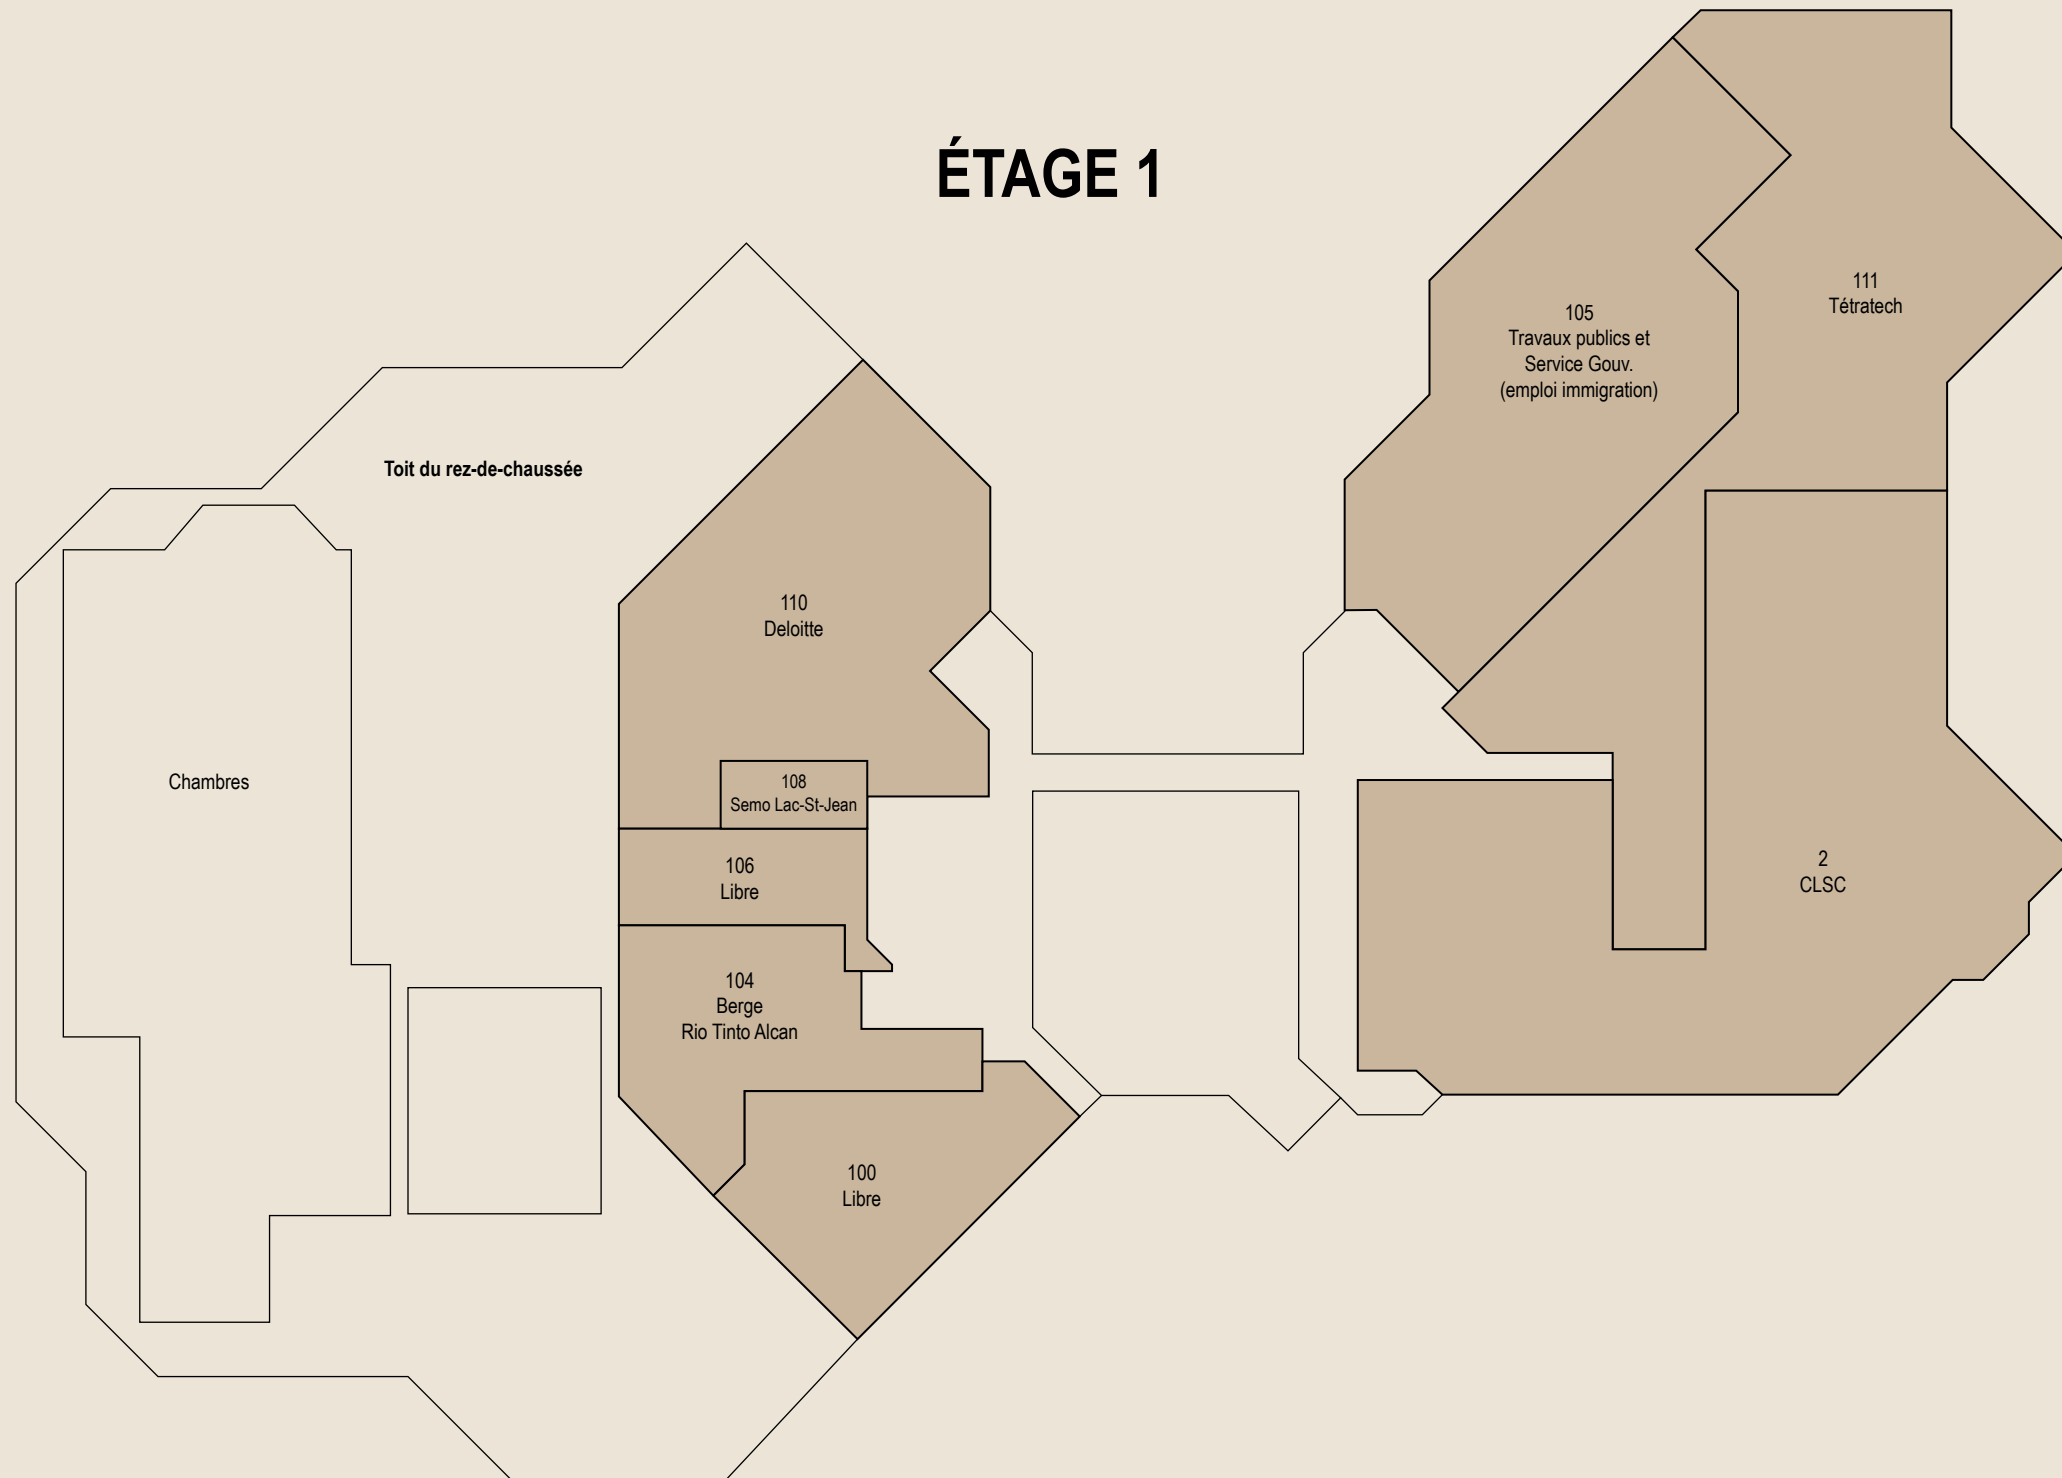 ÉTAGE 1
111
Tétratech
105
Travaux publics et
Service Gouv.
(emploi immigration)
Toit du rez-de-chaussée
110
Deloitte
108
Semo Lac-St-Jean
Chambres
106
Libre
2
CLSC
104
Berge
Rio Tinto Alcan
100
Libre